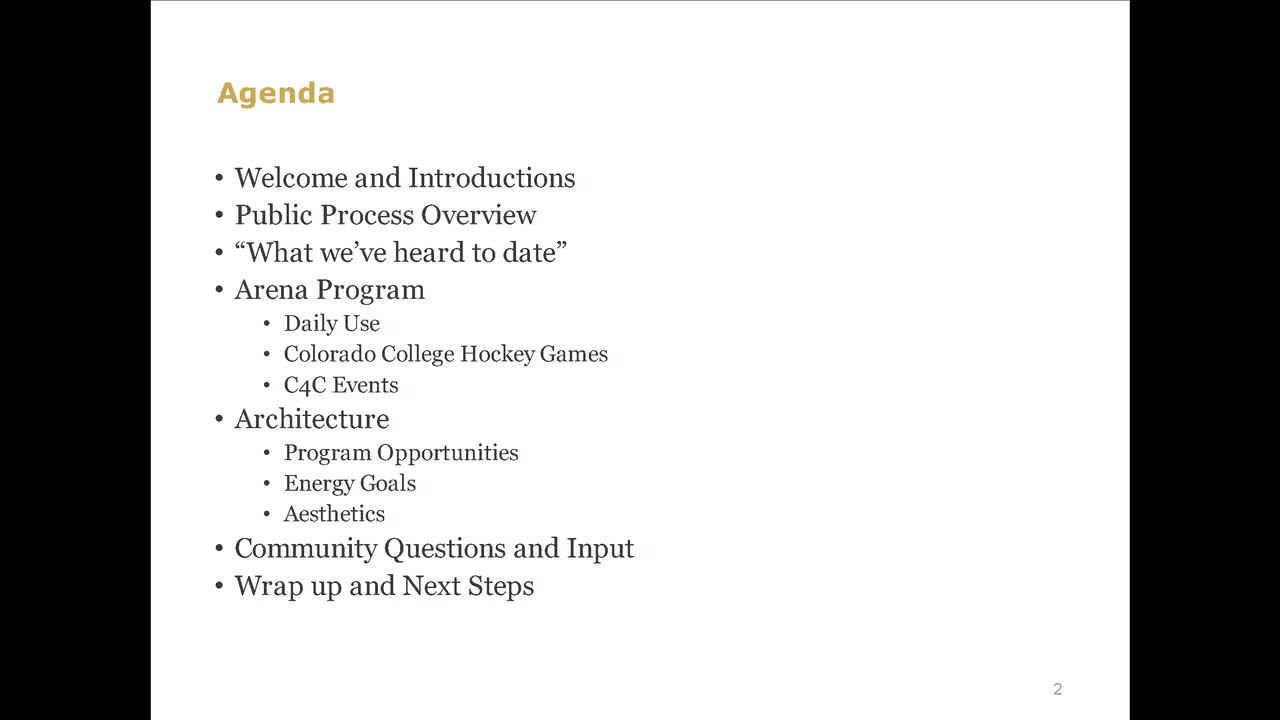 Agenda
• Welcome and Introductions
• Public Process Overview
• “What we’ve heard to date”
• Arena Program
• Daily Use
• Colorado College Hockey Games
• C4C Events
• Architecture
• Program Opportunities
• Energy Goals
• Aesthetics
• Community Questions and Input
• Wrap up and Next Steps
2